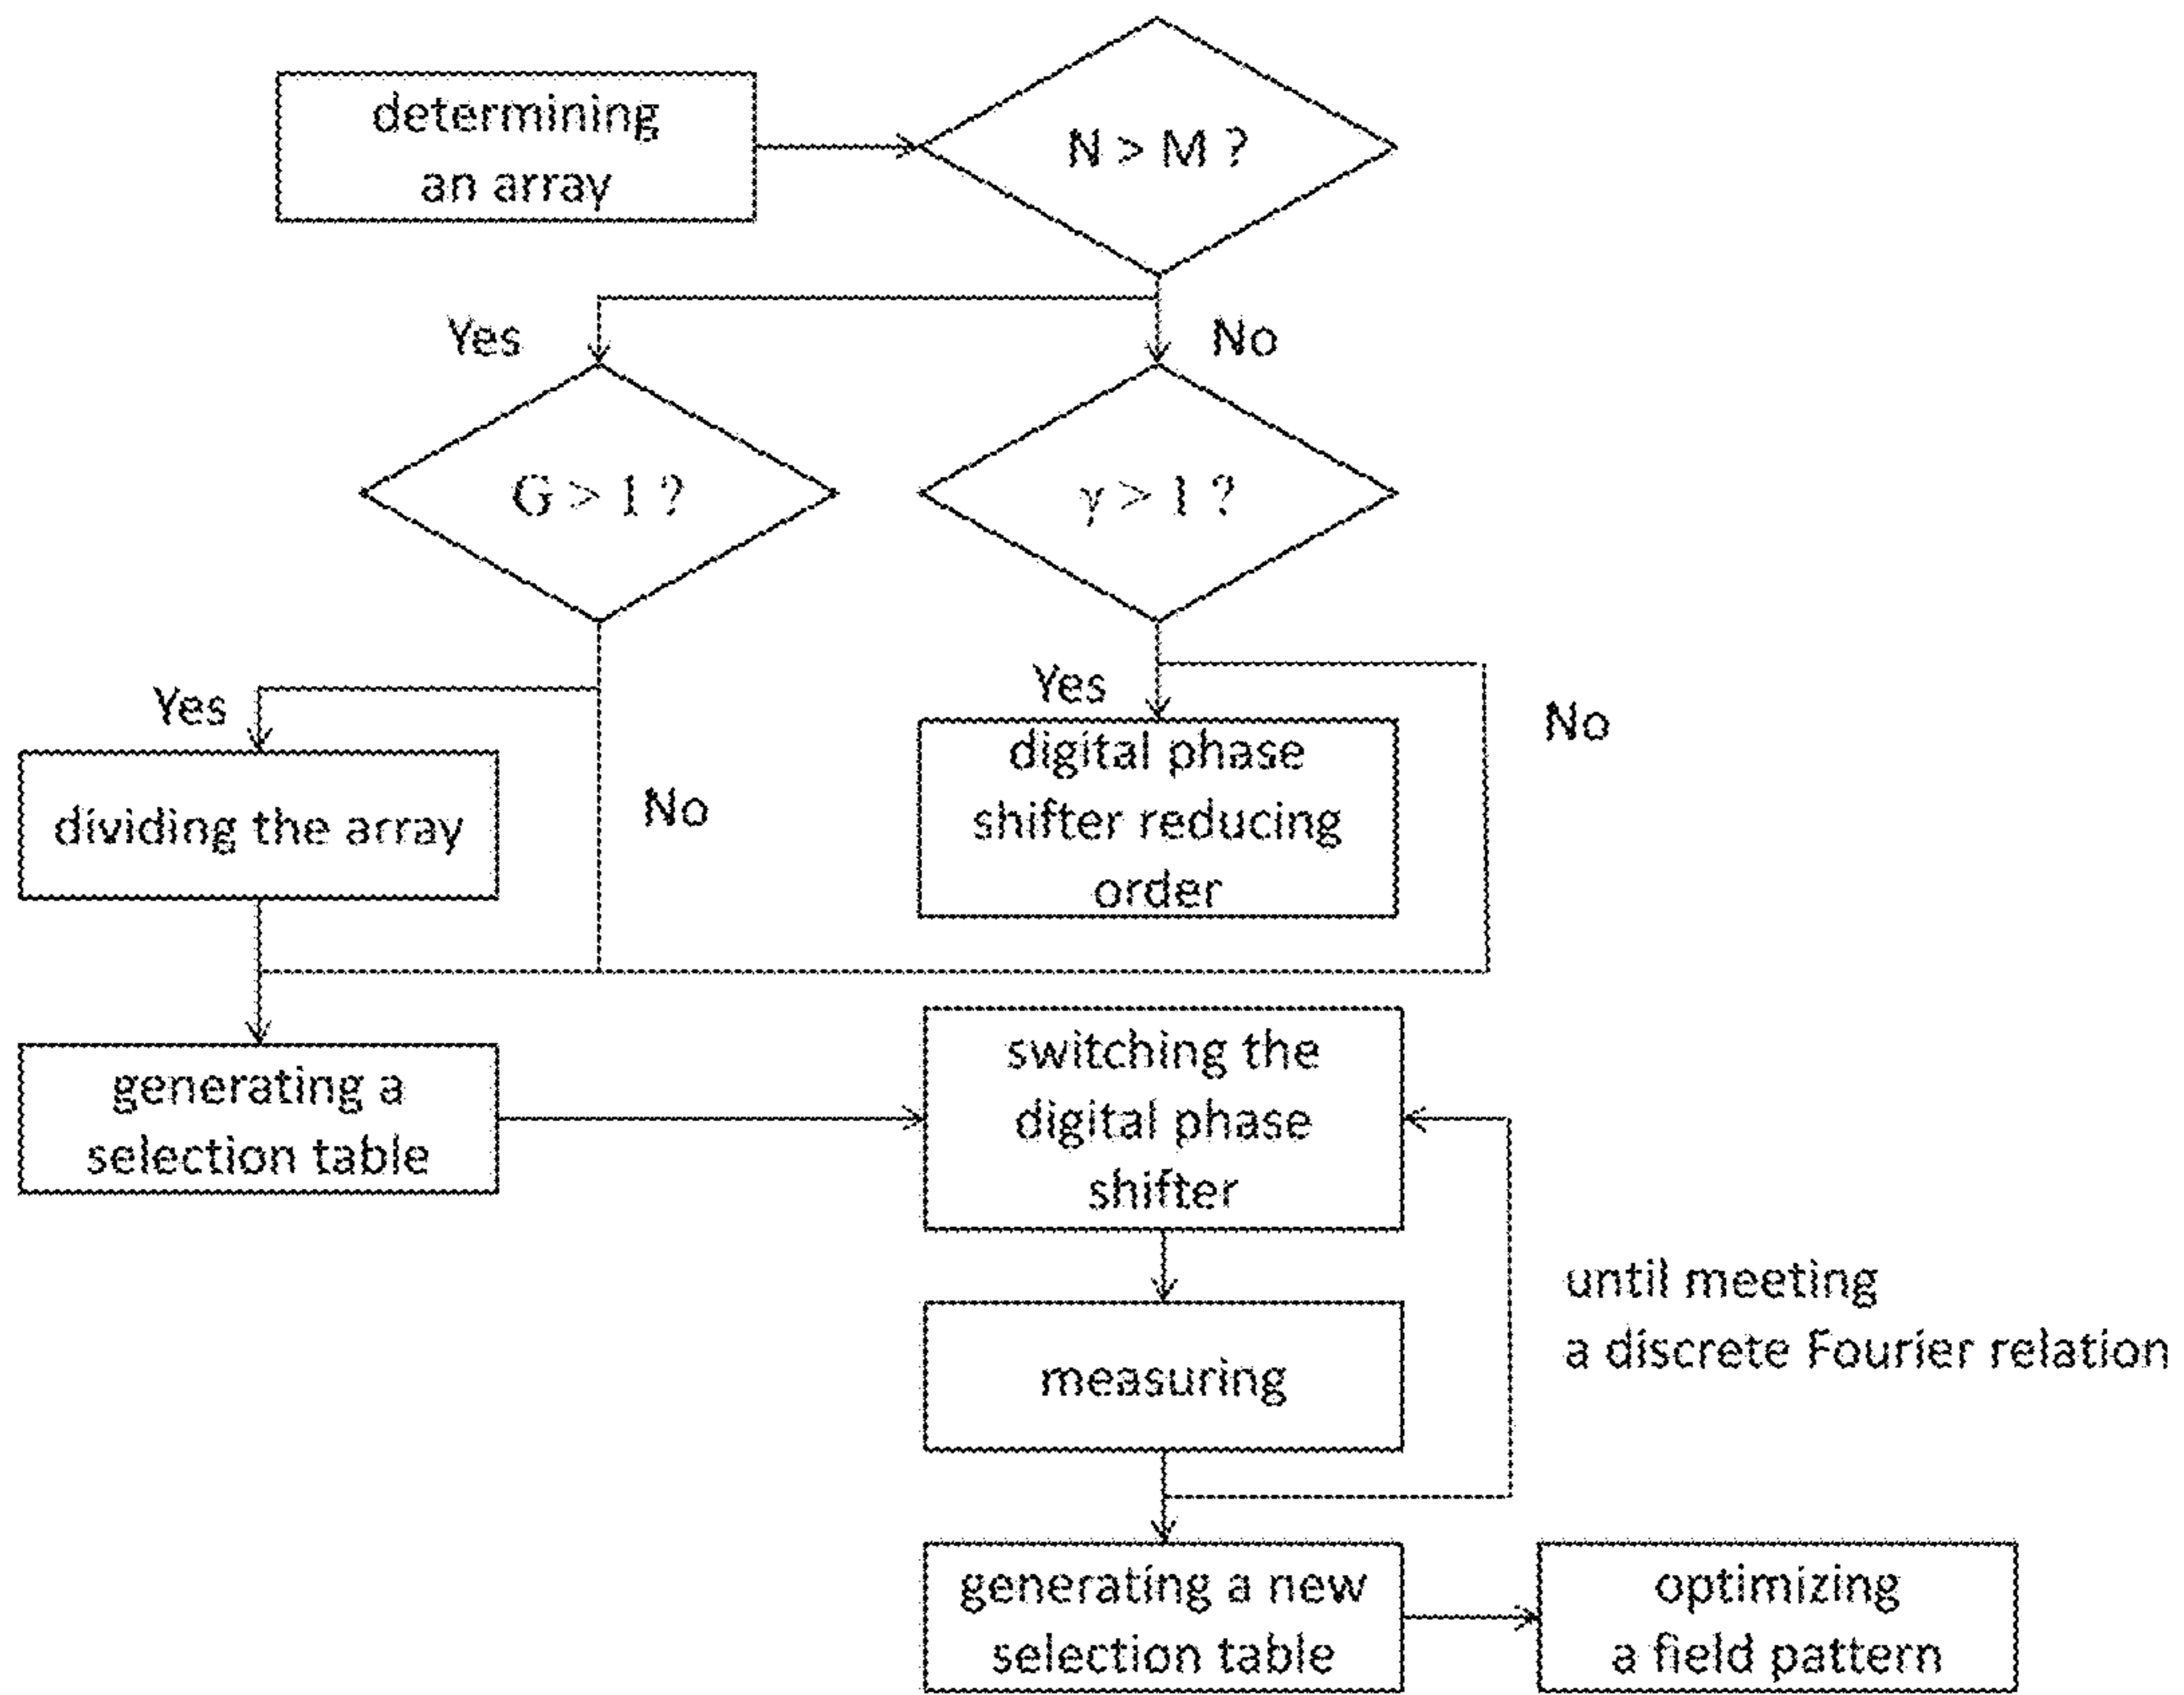 determining
an array
N > M ?
Yes
No
G > 1 ?
γ > 1 ?
Yes
Yes
No
dividing the array
No
digital phase
shifter reducing
order
generating a
selection table
switching the
digital phase
shifter
until meeting
a discrete Fourier relation
measuring
generating a new
selection table
optimizing
a field pattern